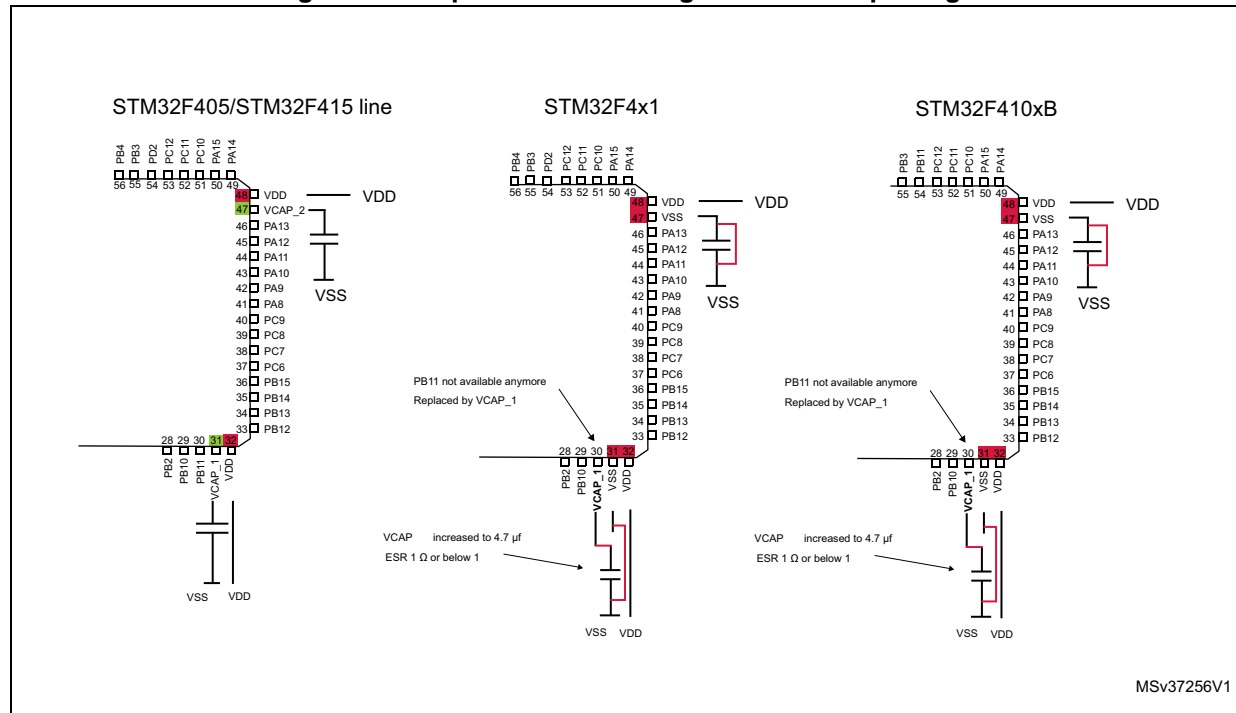 STM32F405/STM32F415 line
PB4 PB3 PD2 PC12 PC11 PC10 PA15 PA14
56 55 54 53 52 51 50 49
48 VDD VDD
47 VCAP_2
46 PA13
45 PA12
44 PA11
43 PA10
VSS
42 PA9
41 PA8
40 PC9
39 PC8
38 PC7
37 PC6
36 PB15
35 PB14
34 PB13
33 PB12
28 29 30 31 32
PB2 PB10 PB11 VCAP_1 VDD
VSS VDD
STM32F4x1
PB4 PB3 PD2 PC12 PC11 PC10 PA15 PA14
56 55 54 53 52 51 50 49
48 VDD VDD
47 VSS
46 PA13
45 PA12
44 PA11
43 PA10
42 PA9
VSS
41 PA8
40 PC9
39 PC8
38 PC7
37 PC6
36 PB15
35 PB14
34 PB13
33 PB12
PB11 not available anymore
Replaced by VCAP_1
28 29 30 31 32
PB2 PB10 VCAP_1 VSS VDD
VCAP increased to 4.7 µf
ESR 1 Ω or below 1
VSS VDD
STM32F410xB
PB3 PB11 PC12 PC11 PC10 PA15 PA14
55 54 53 52 51 50 49
48 VDD VDD
47 VSS
46 PA13
45 PA12
44 PA11
43 PA10
42 PA9
VSS
41 PA8
40 PC9
39 PC8
38 PC7
37 PC6
36 PB15
35 PB14
34 PB13
33 PB12
PB11 not available anymore
Replaced by VCAP_1
28 29 30 31 32
PB2 PB10 VCAP_1 VSS VDD
VCAP increased to 4.7 µf
ESR 1 Ω or below 1
VSS VDD
MSv37256V1